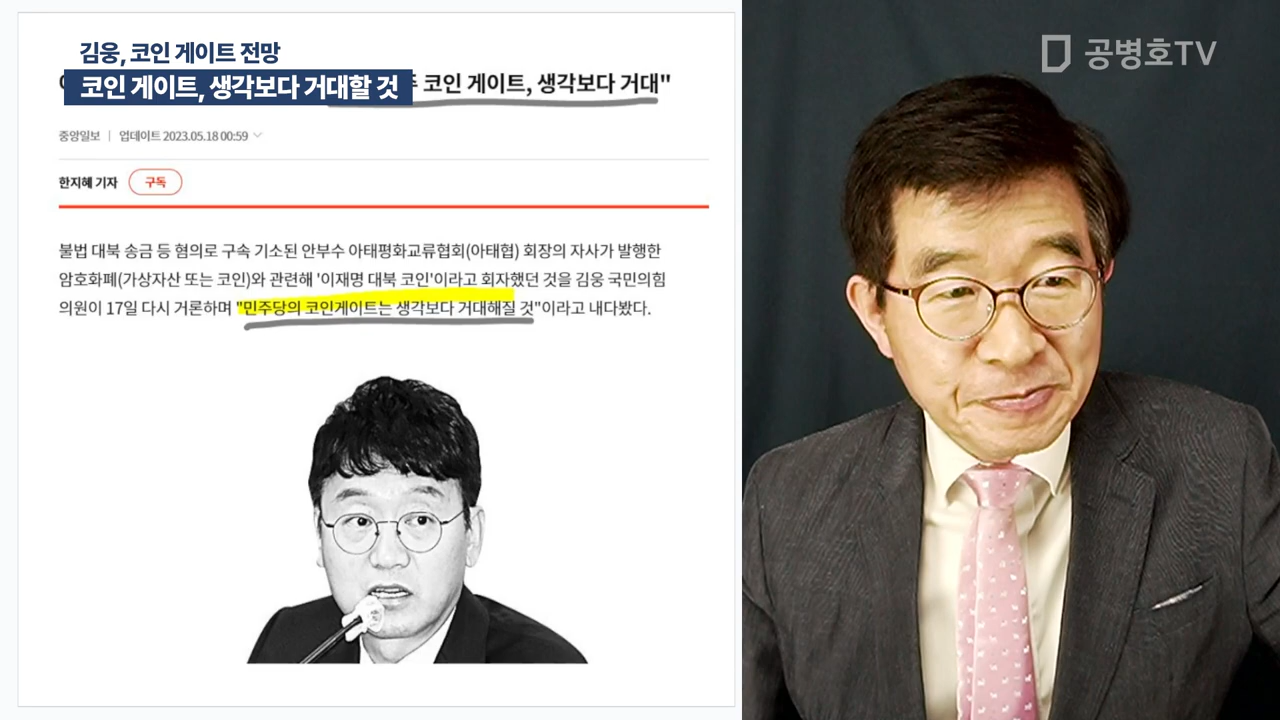 김웅, 코인 게이트 전망
코인 게이트, 생각보다 거대할 것
코인 게이트, 생각보다 거대"
중앙일보 | 업데이트 2023.05.18 00:59
한지혜 기자 구독
불법 대북 송금 등 혐의로 구속 기소된 안부수 아태평화교류협회(아태협) 회장의 자사가 발행한
암호화폐(가상자산 또는 코인)와 관련해 '이재명 대북 코인'이라고 회자했던 것을 김웅 국민의힘
의원이 17일 다시 거론하며 "민주당의 코인게이트는 생각보다 거대해질 것"이라고 내다봤다.
공병호TV